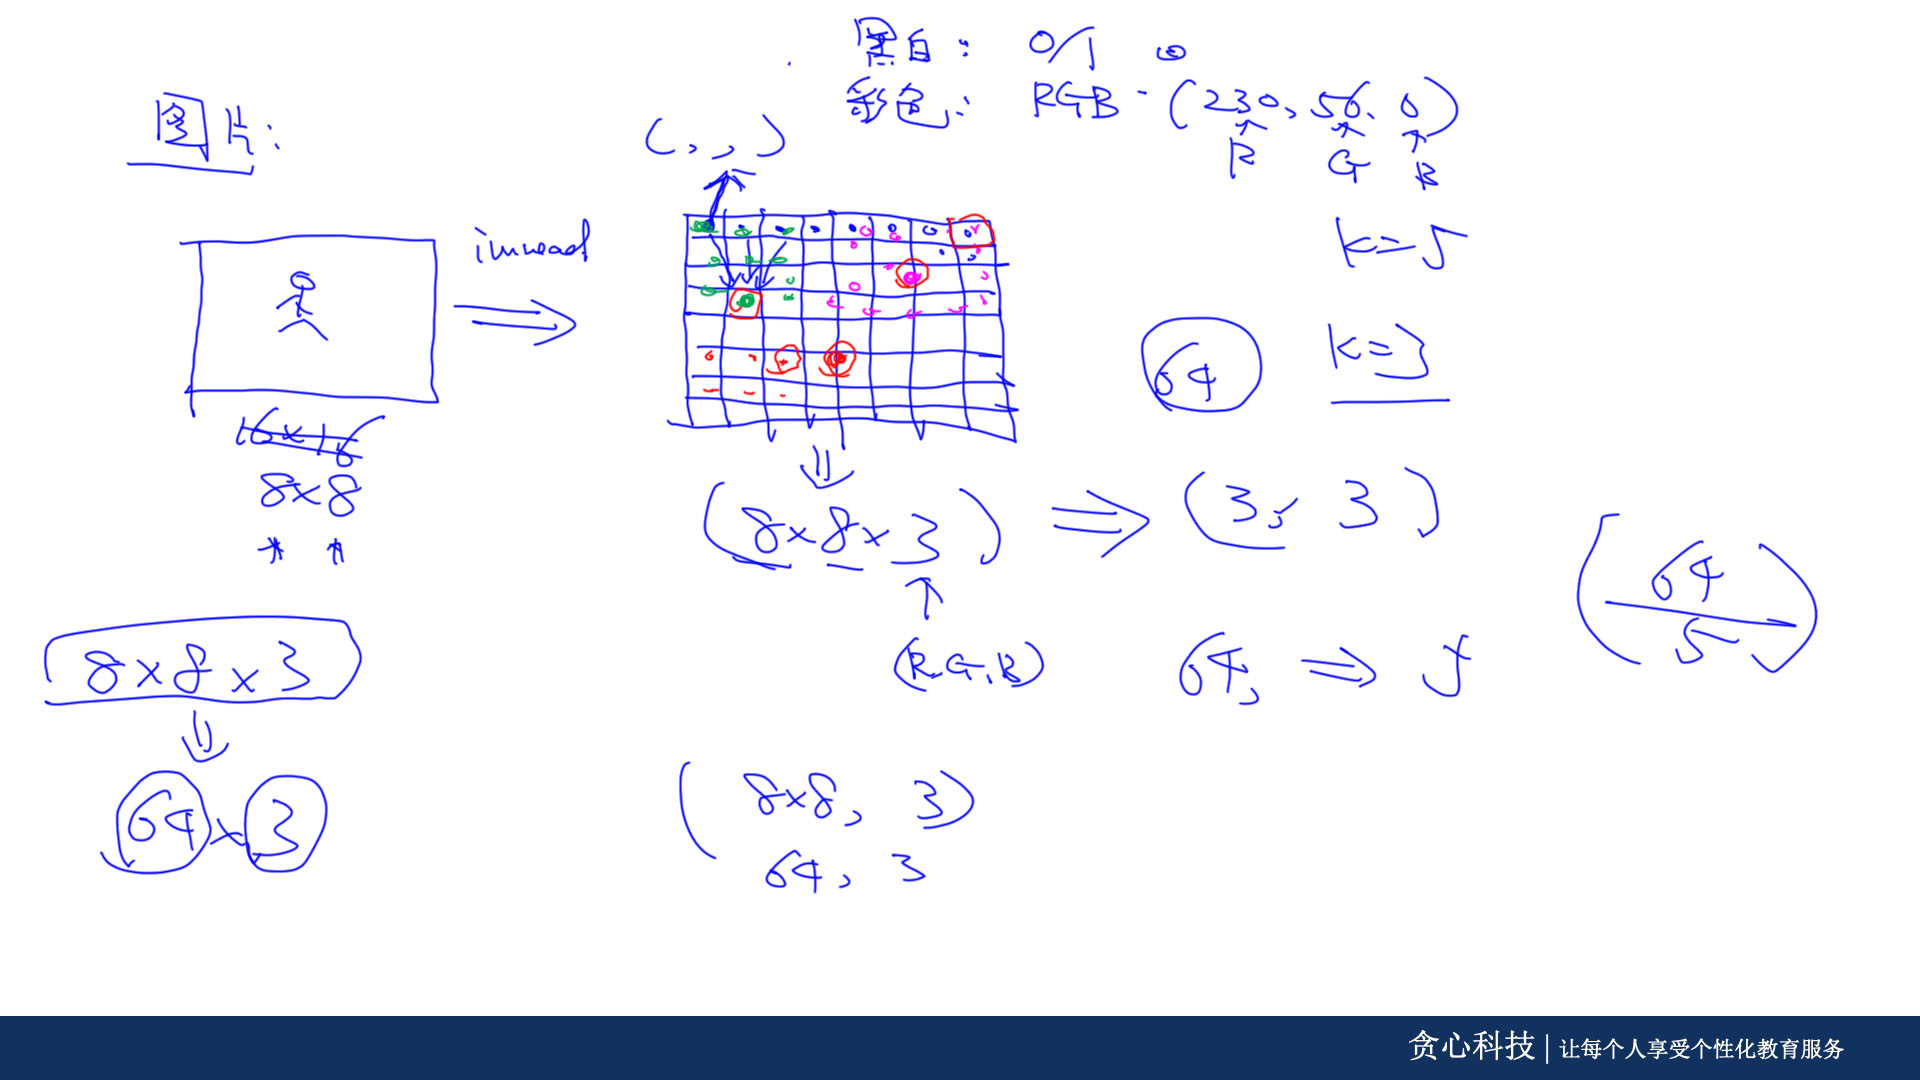 黑白: 0/1 0
彩色: RGB - (230, 56, 0)
R G B
图片:
( , , , )
imread
k=5
64
k=3
16×16
8×8
(8×8×3) ⇒ (3, 3)
(R,G,B)
64, ⇒ 5
64
5
8×8×3
64×3
(8×8, 3)
64, 3
贪心科技 | 让每个人享受个性化教育服务